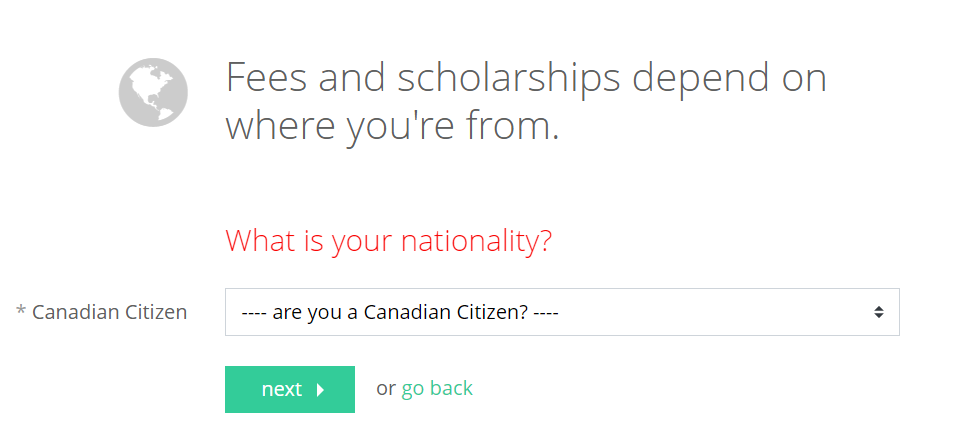 Fees and scholarships depend on
where you're from.
What is your nationality?
* Canadian Citizen
---- are you a Canadian Citizen? ----
next
or go back